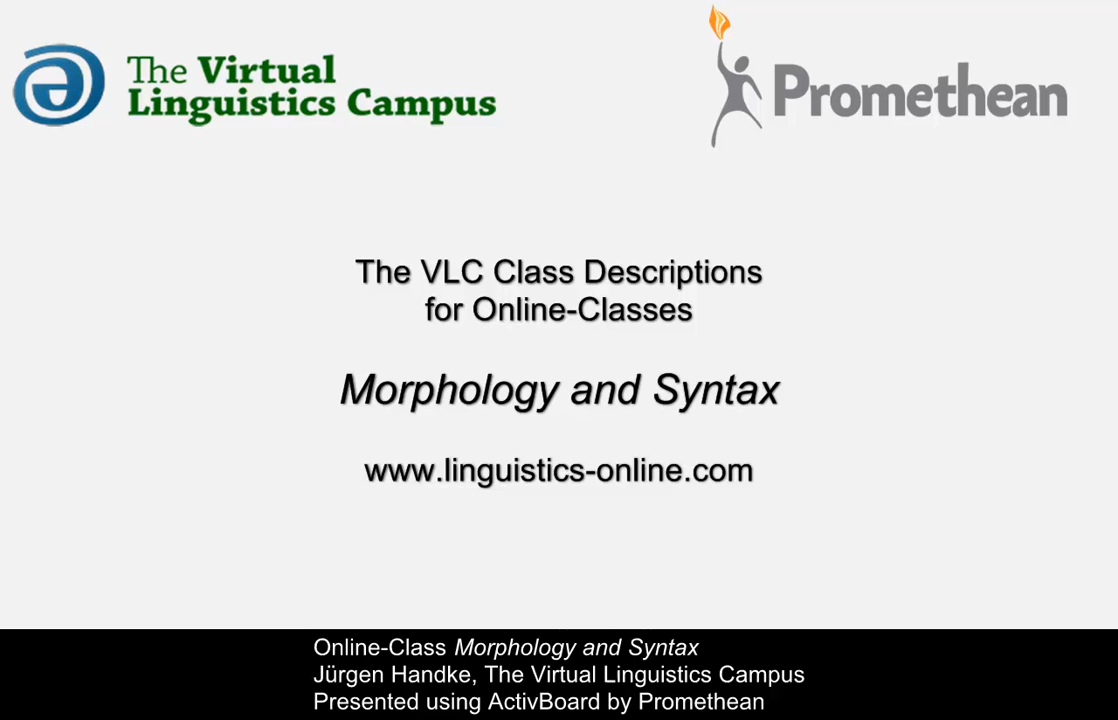 The Virtual
Linguistics Campus
Promethean
The VLC Class Descriptions
for Online-Classes
Morphology and Syntax
www.linguistics-online.com
Online-Class Morphology and Syntax
Jürgen Handke, The Virtual Linguistics Campus
Presented using ActivBoard by Promethean